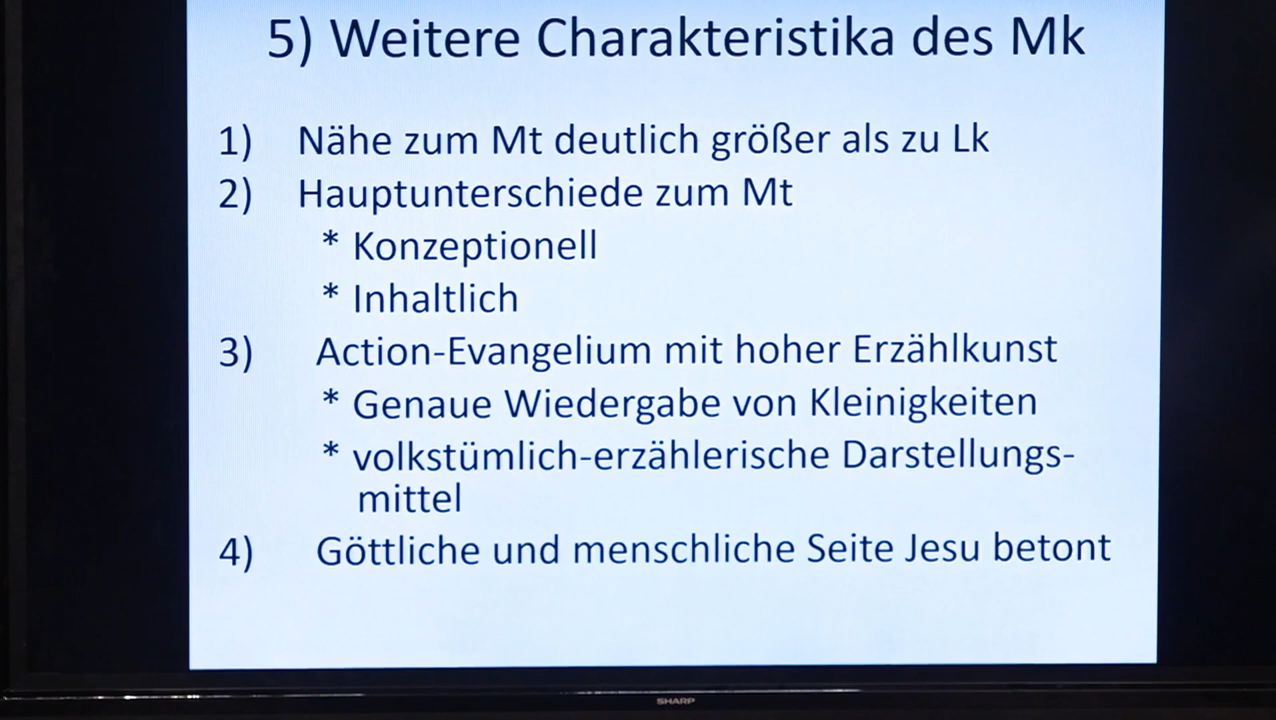 5) Weitere Charakteristika des Mk
1) Nähe zum Mt deutlich größer als zu Lk
2) Hauptunterschiede zum Mt
* Konzeptionell
* Inhaltlich
3) Action-Evangelium mit hoher Erzählkunst
* Genaue Wiedergabe von Kleinigkeiten
* volkstümlich-erzählerische Darstellungs-
mittel
4) Göttliche und menschliche Seite Jesu betont
SHARP